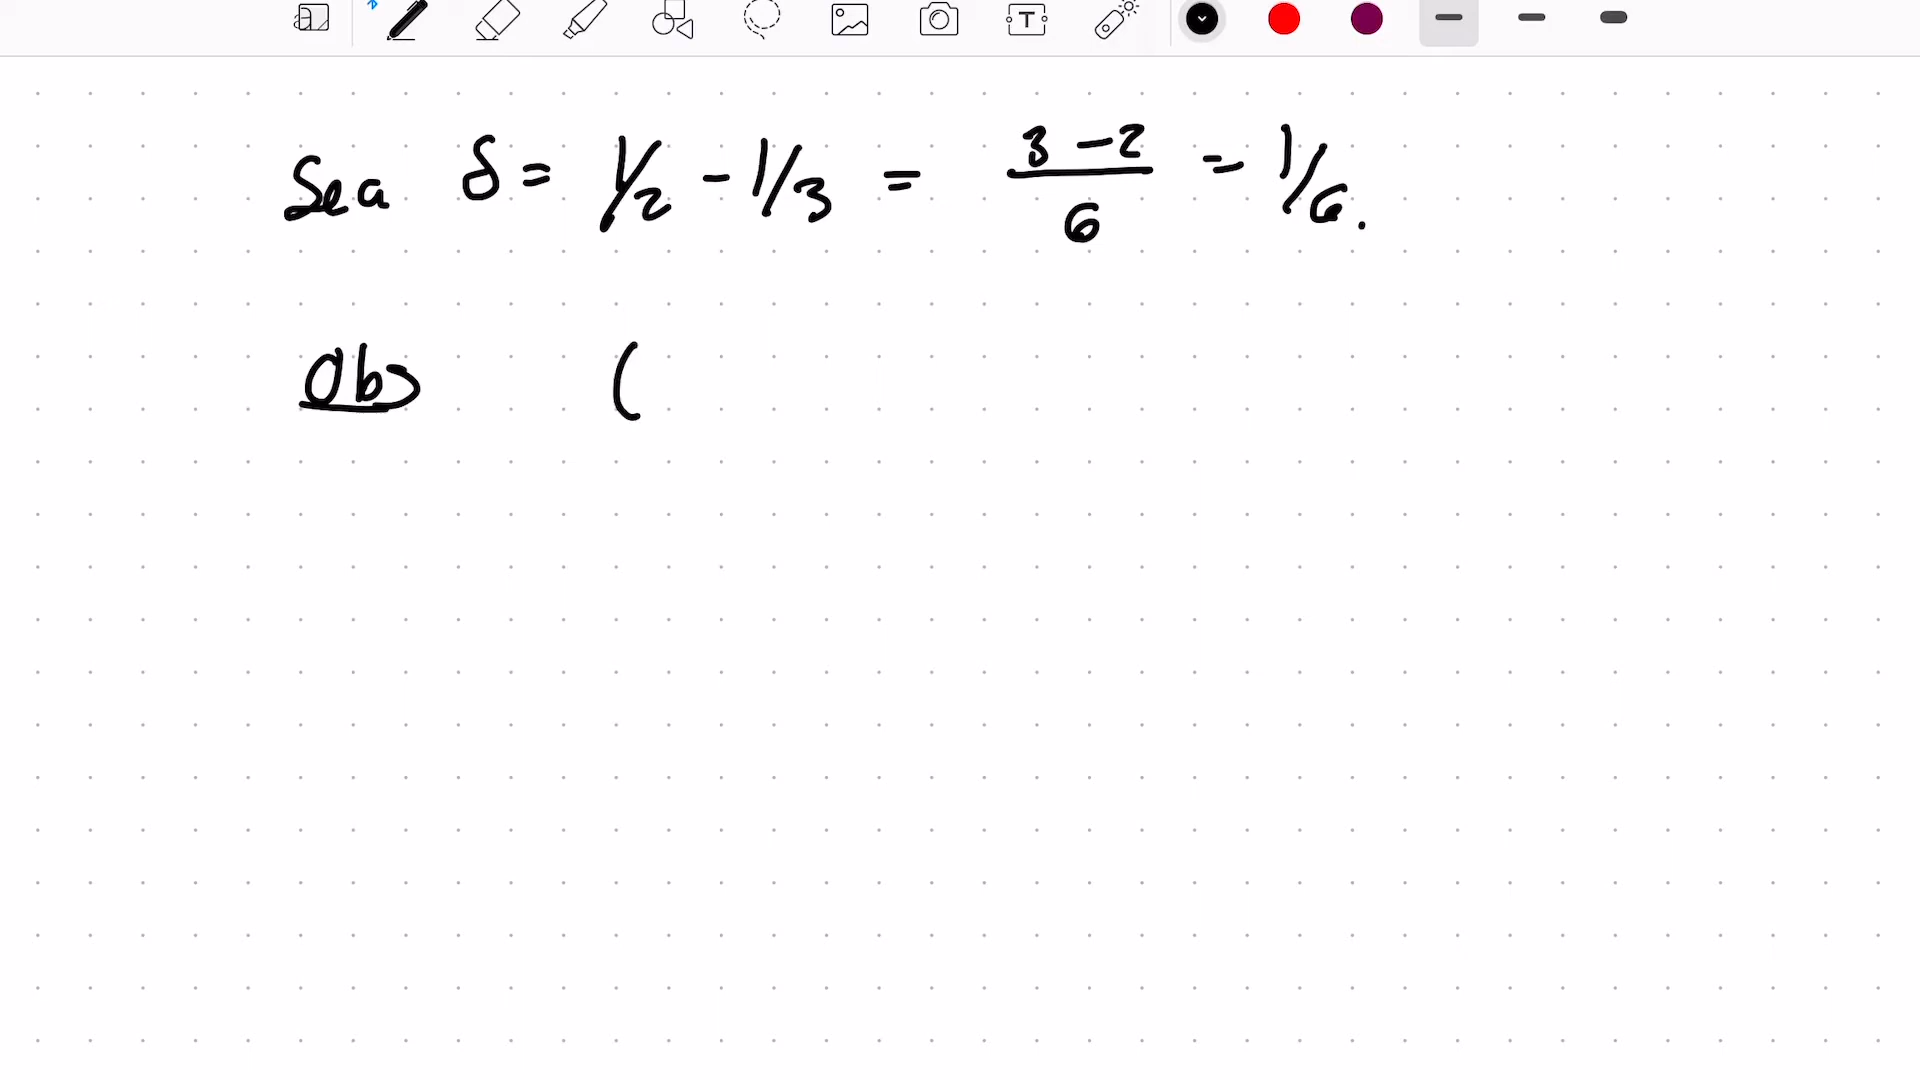 Sea δ = 1/2 - 1/3 = (3 - 2)/6 = 1/6.
Obs (